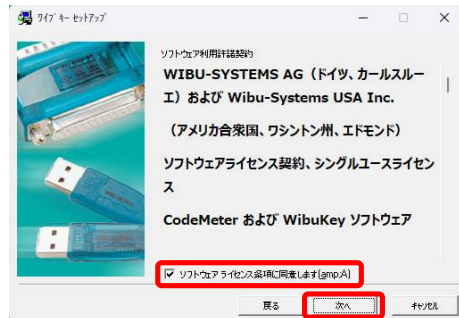 ワイブ キー セットアップ
ソフトウェア利用許諾契約
WIBU-SYSTEMS AG（ドイツ、カールスルー
エ）および Wibu-Systems USA Inc.
（アメリカ合衆国、ワシントン州、エドモンド）
ソフトウェアライセンス契約、シングルユースライセン
ス
CodeMeter および WibuKey ソフトウェア
ソフトウェア ライセンス条項に同意します(amp;A)
戻る
次へ
キャンセル